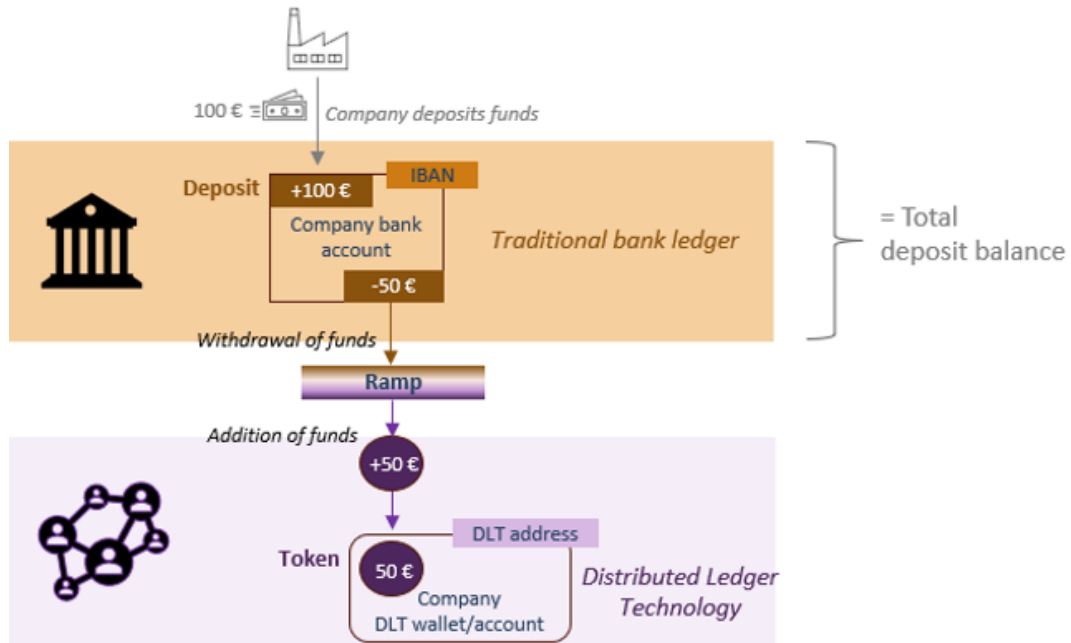 100 €
Company deposits funds
Deposit
+100 €
IBAN
Company bank
account
Traditional bank ledger
= Total
deposit balance
-50 €
Withdrawal of funds
Ramp
Addition of funds
+50 €
DLT address
Token
50 €
Company
DLT wallet/account
Distributed Ledger
Technology